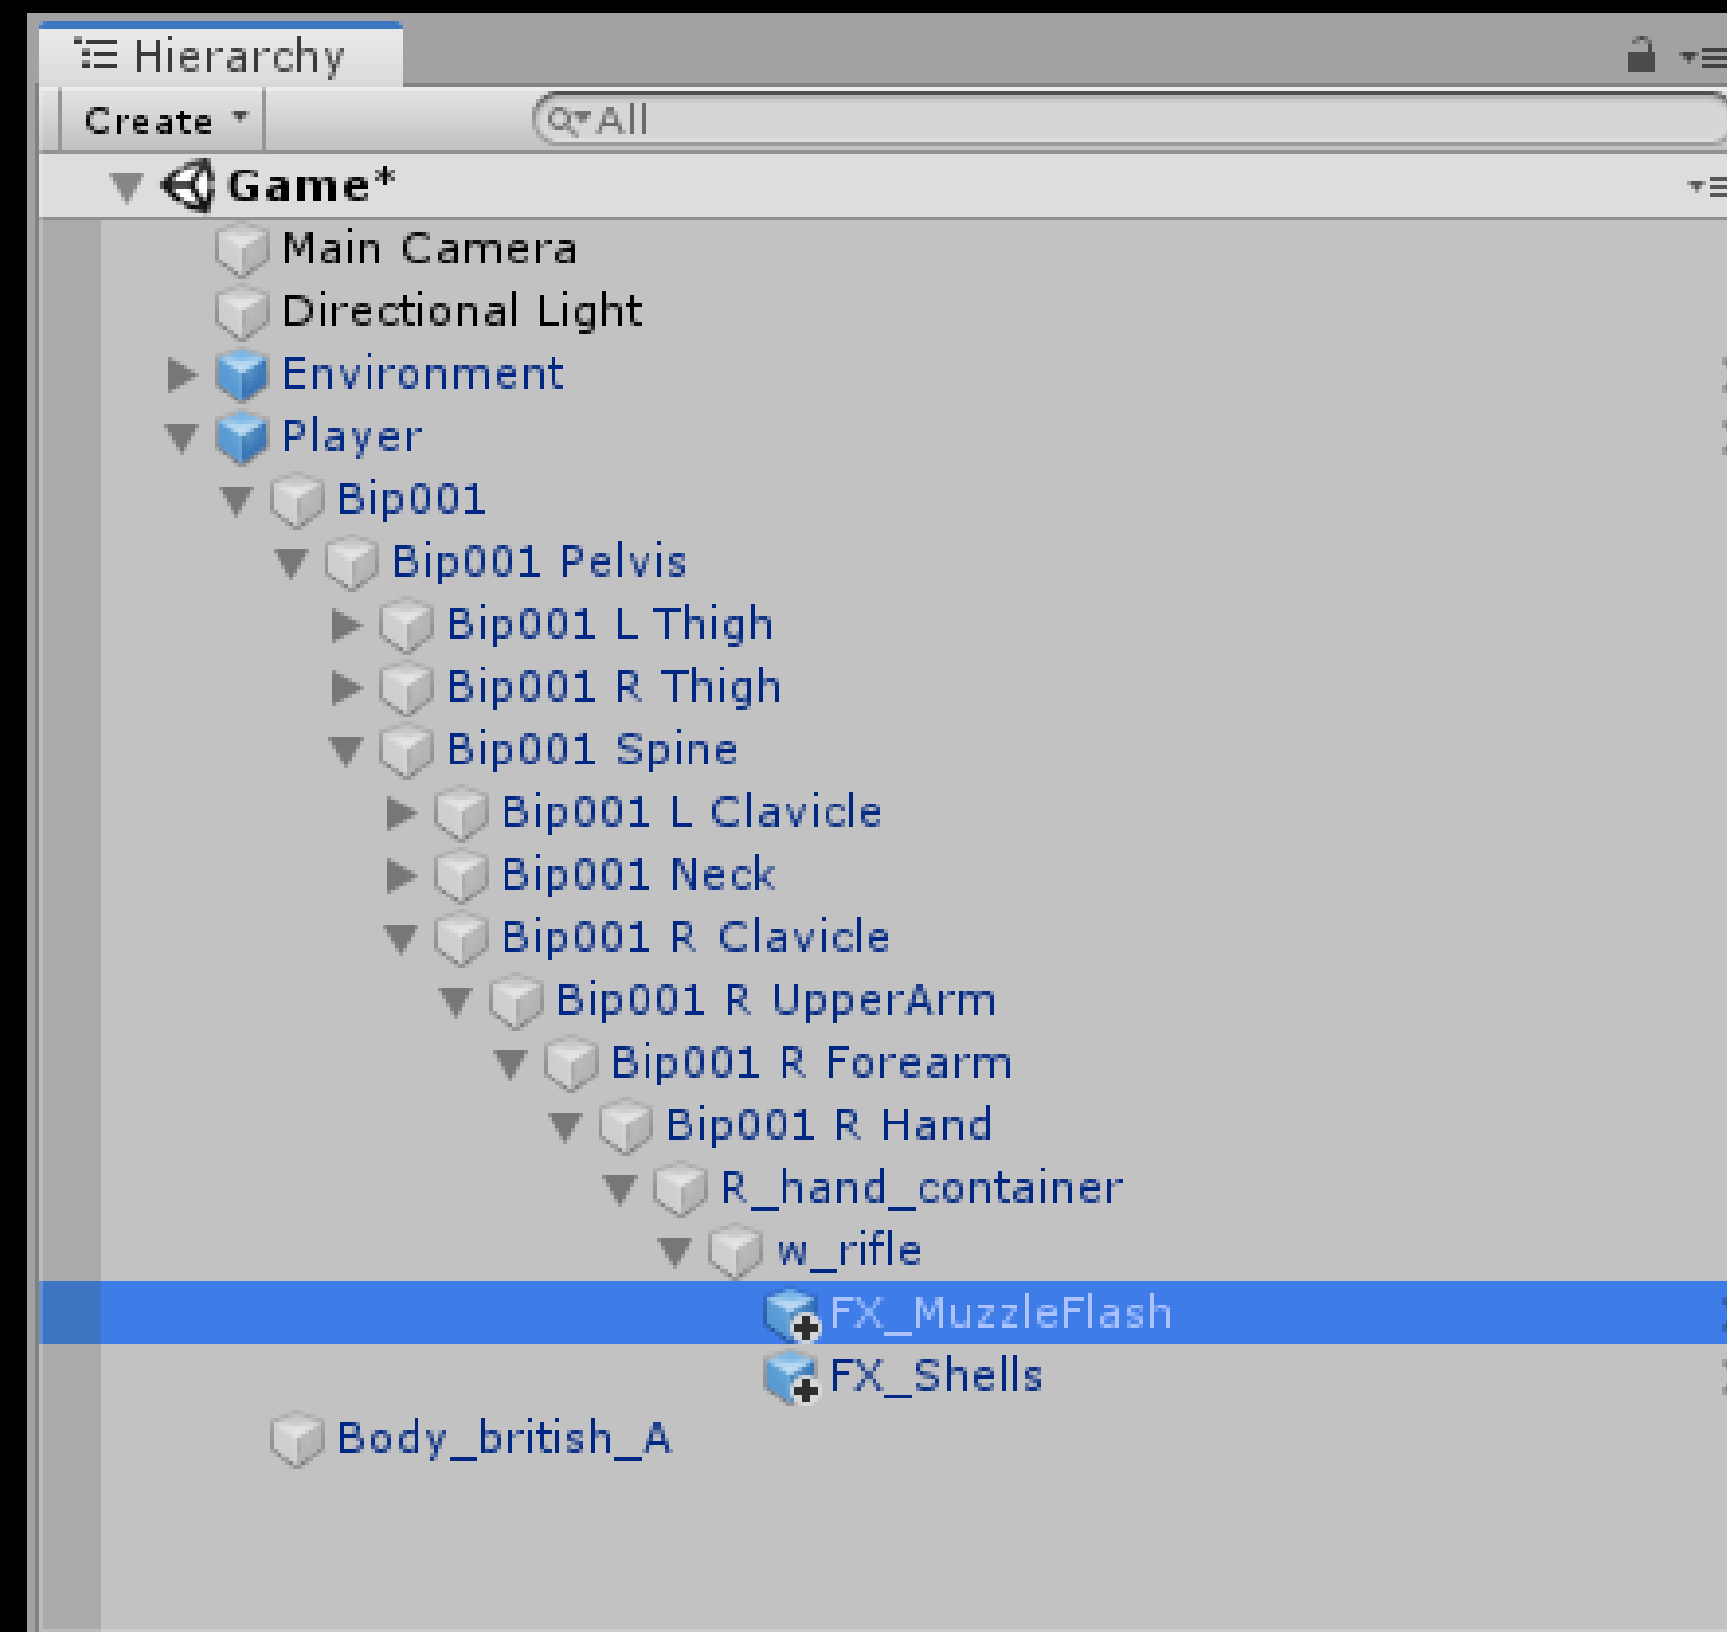 Hierarchy
Create
All
Game*
Main Camera
Directional Light
Environment
Player
Bip001
Bip001 Pelvis
Bip001 L Thigh
Bip001 R Thigh
Bip001 Spine
Bip001 L Clavicle
Bip001 Neck
Bip001 R Clavicle
Bip001 R UpperArm
Bip001 R Forearm
Bip001 R Hand
R_hand_container
w_rifle
FX_MuzzleFlash
FX_Shells
Body_british_A